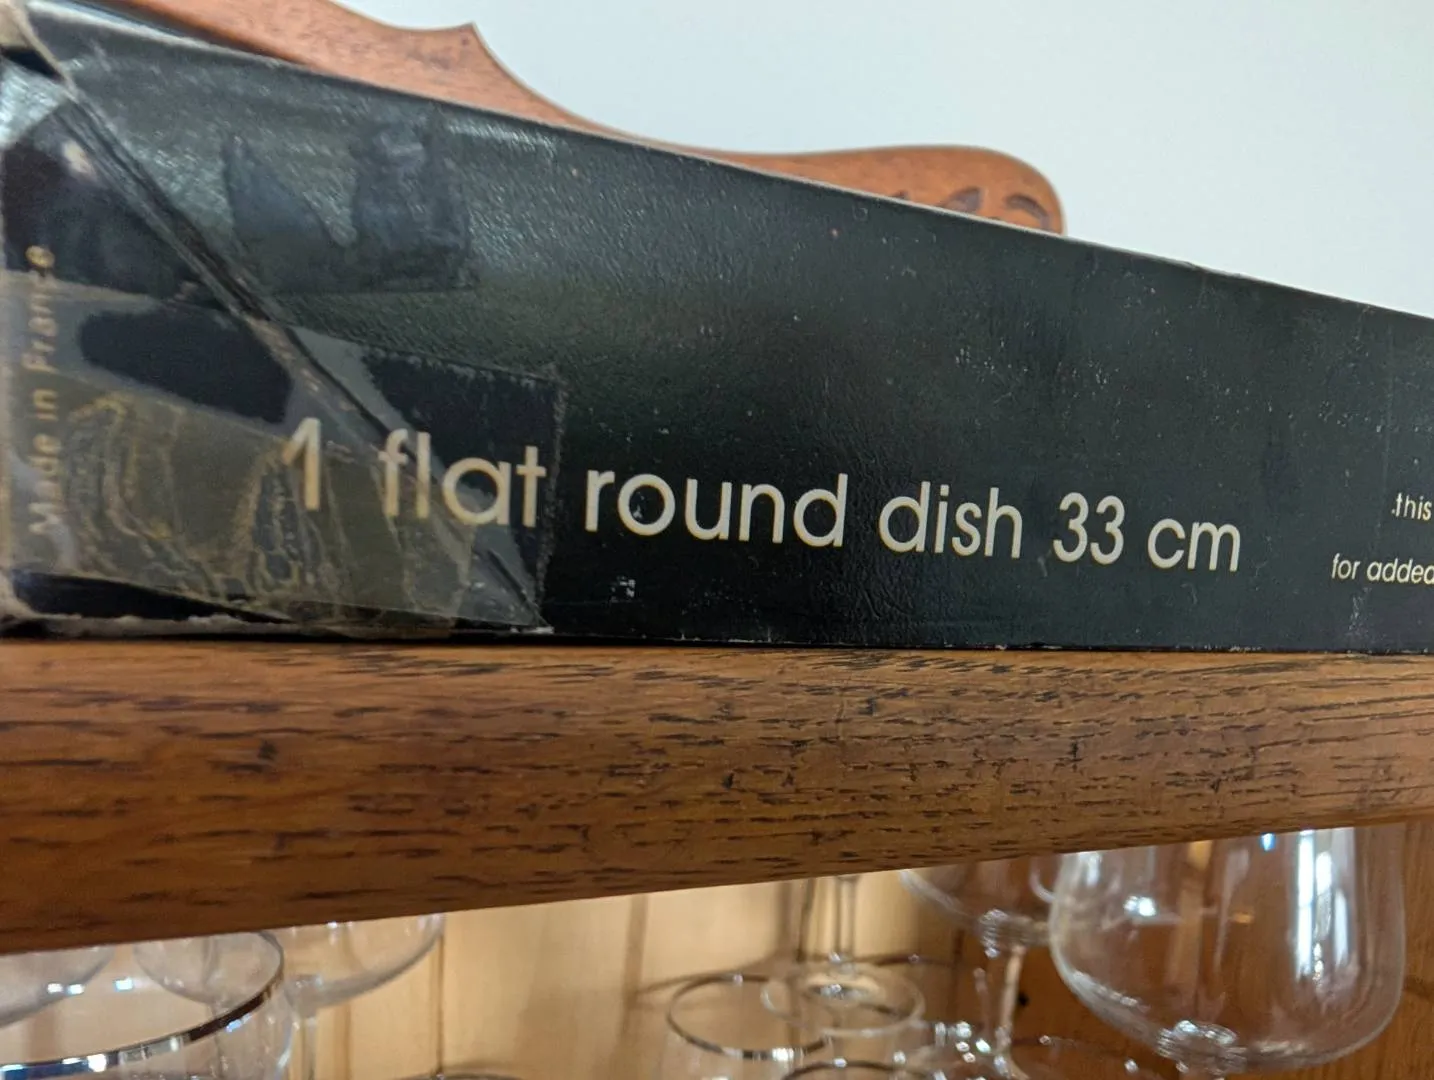 Made in France
1 flat round dish 33 cm
.this
for added